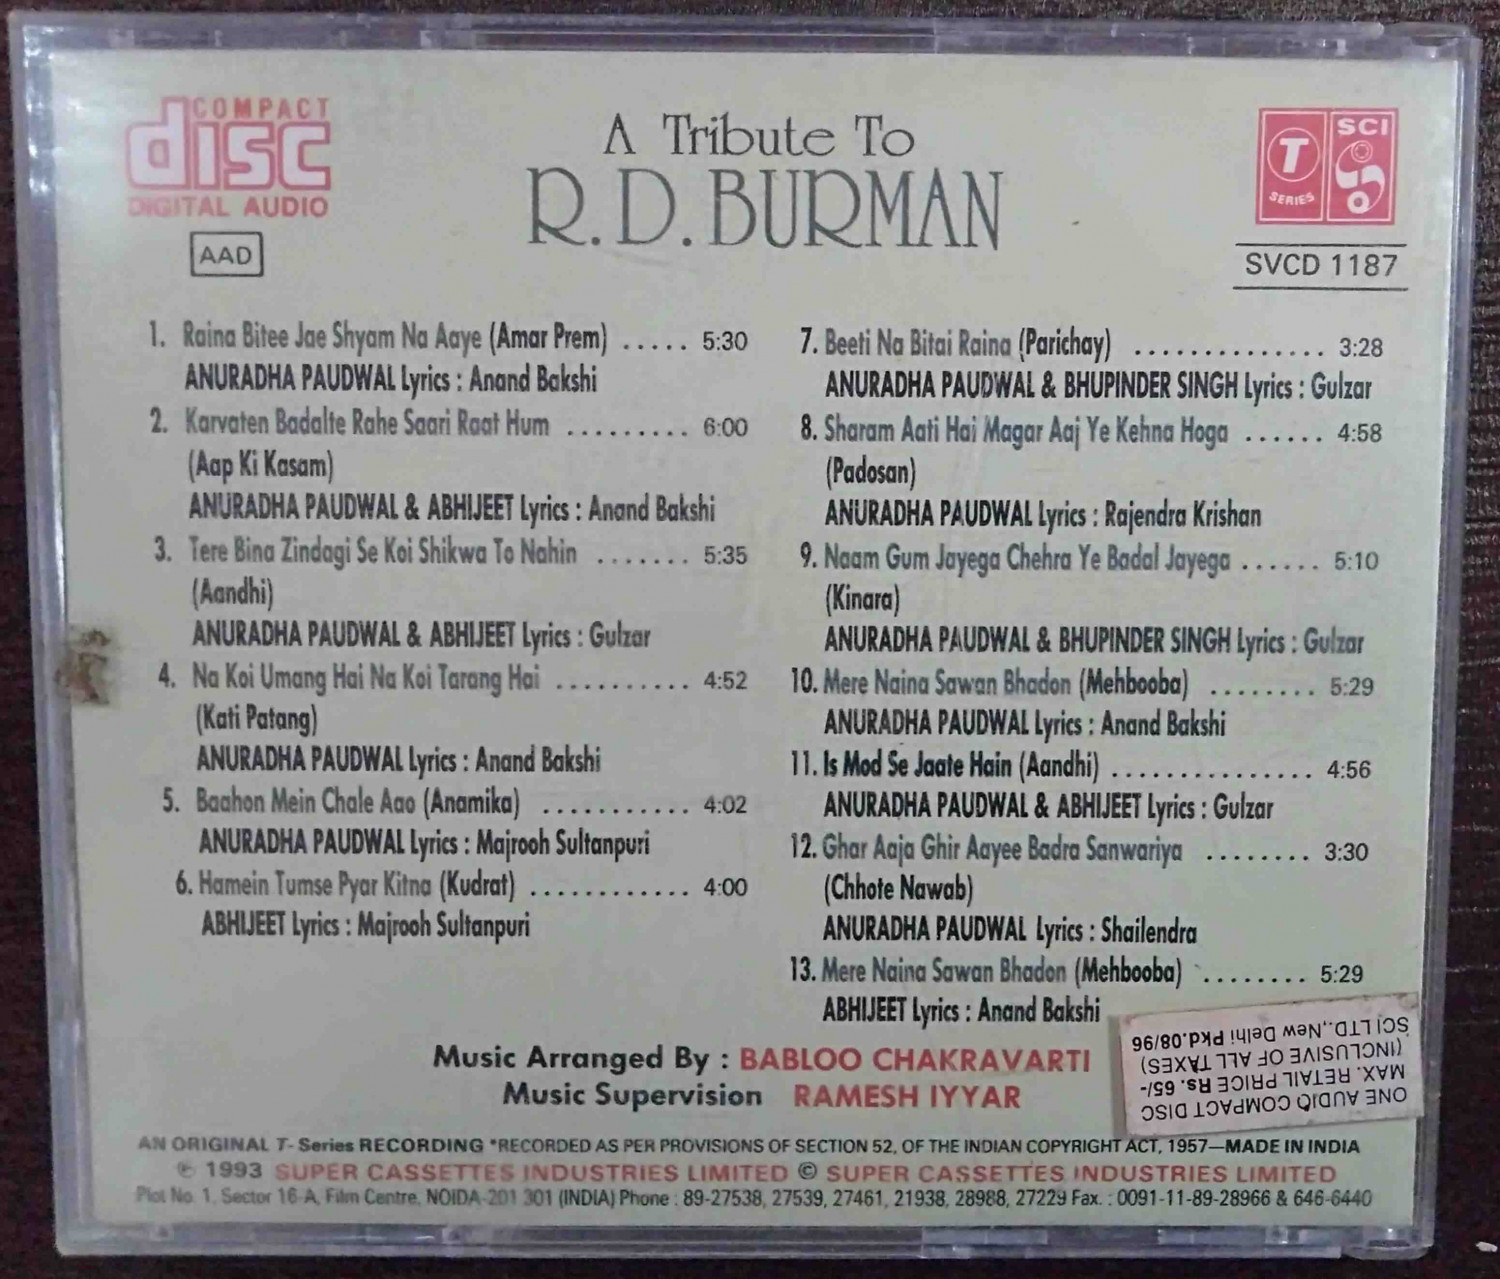 COMPACT
disc
DIGITAL AUDIO
AAD
A Tribute To
R.D.BURMAN
T
SERIES
SCI
SVCD 1187
1. Raina Bitee Jae Shyam Na Aaye (Amar Prem) ..... 5:30
ANURADHA PAUDWAL Lyrics : Anand Bakshi
2. Karvaten Badalte Rahe Saari Raat Hum ......... 6:00
(Aap Ki Kasam)
ANURADHA PAUDWAL & ABHIJEET Lyrics : Anand Bakshi
3. Tere Bina Zindagi Se Koi Shikwa To Nahin ....... 5:35
(Aandhi)
ANURADHA PAUDWAL & ABHIJEET Lyrics : Gulzar
4. Na Koi Umang Hai Na Koi Tarang Hai .......... 4:52
(Kati Patang)
ANURADHA PAUDWAL Lyrics : Anand Bakshi
5. Baahon Mein Chale Aao (Anamika) ........... 4:02
ANURADHA PAUDWAL Lyrics : Majrooh Sultanpuri
6. Hamein Tumse Pyar Kitna (Kudrat) ............ 4:00
ABHIJEET Lyrics : Majrooh Sultanpuri
7. Beeti Na Bitai Raina (Parichay) .............. 3:28
ANURADHA PAUDWAL & BHUPINDER SINGH Lyrics : Gulzar
8. Sharam Aati Hai Magar Aaj Ye Kehna Hoga ...... 4:58
(Padosan)
ANURADHA PAUDWAL Lyrics : Rajendra Krishan
9. Naam Gum Jayega Chehra Ye Badal Jayega ...... 5:10
(Kinara)
ANURADHA PAUDWAL & BHUPINDER SINGH Lyrics : Gulzar
10. Mere Naina Sawan Bhadon (Mehbooba) ........ 5:29
ANURADHA PAUDWAL Lyrics : Anand Bakshi
11. Is Mod Se Jaate Hain (Aandhi) ............... 4:56
ANURADHA PAUDWAL & ABHIJEET Lyrics : Gulzar
12. Ghar Aaja Ghir Aayee Badra Sanwariya ........ 3:30
(Chhote Nawab)
ANURADHA PAUDWAL Lyrics : Shailendra
13. Mere Naina Sawan Bhadon (Mehbooba) ........ 5:29
ABHIJEET Lyrics : Anand Bakshi
Music Arranged By : BABLOO CHAKRAVARTI
Music Supervision RAMESH IYYAR
ONE AUDIO COMPACT DISC
MAX. RETAIL PRICE Rs. 65/-
(INCLUSIVE OF ALL TAXES)
SCI LTD., New Delhi Pkd.08/96
AN ORIGINAL T- Series RECORDING *RECORDED AS PER PROVISIONS OF SECTION 52, OF THE INDIAN COPYRIGHT ACT, 1957—MADE IN INDIA
℗ 1993 SUPER CASSETTES INDUSTRIES LIMITED © SUPER CASSETTES INDUSTRIES LIMITED
Plot No. 1, Sector 16-A, Film Centre, NOIDA-201 301 (INDIA) Phone : 89-27538, 27539, 27461, 21938, 28988, 27229 Fax. : 0091-11-89-28966 & 646-6440